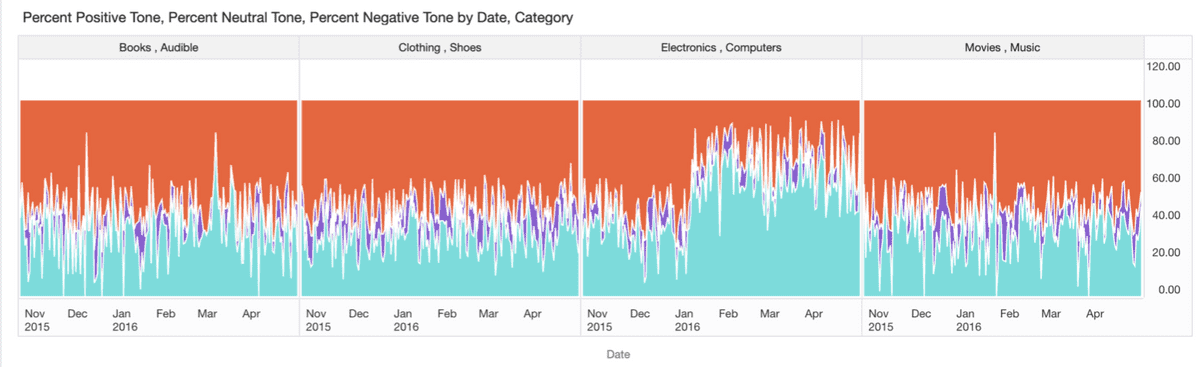 Percent Positive Tone, Percent Neutral Tone, Percent Negative Tone by Date, Category
Books , Audible Clothing , Shoes Electronics , Computers Movies , Music
120.00
100.00
80.00
60.00
40.00
20.00
0.00
Nov Dec Jan Feb Mar Apr Nov Dec Jan Feb Mar Apr Nov Dec Jan Feb Mar Apr Nov Dec Jan Feb Mar Apr
2015 2016 2015 2016 2015 2016 2015 2016
Date